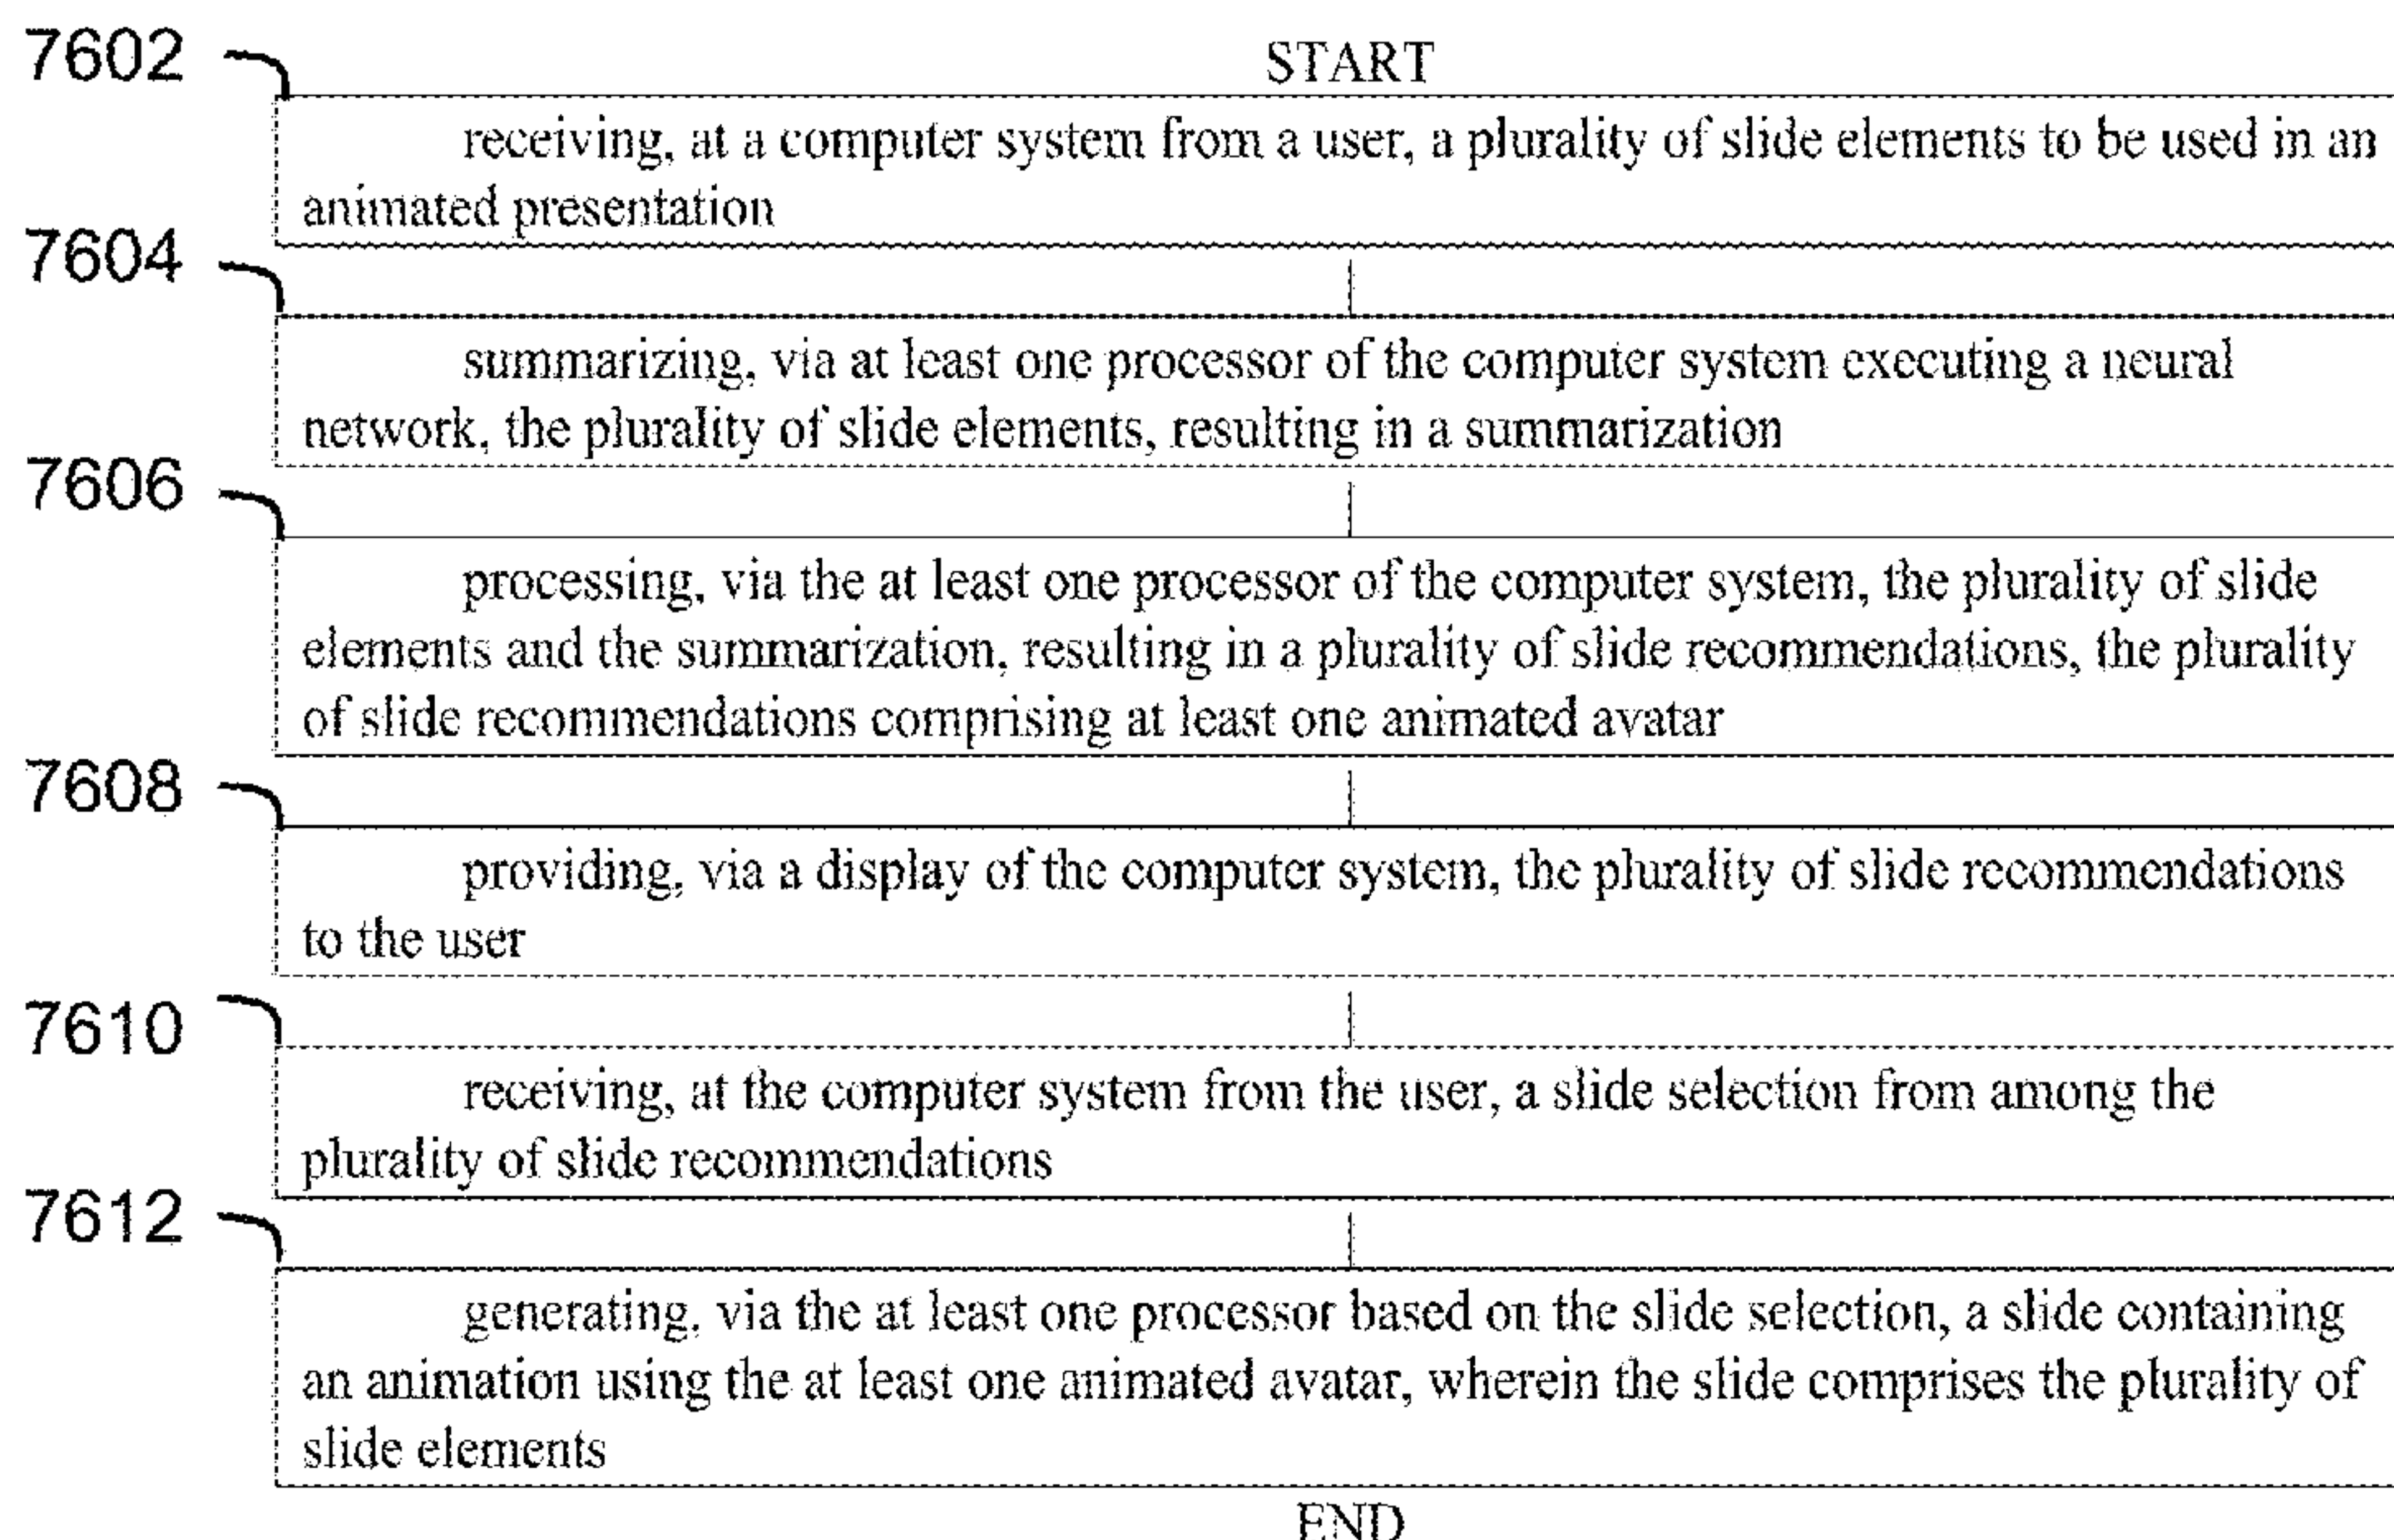 7602
START
receiving, at a computer system from a user, a plurality of slide elements to be used in an
animated presentation
7604
summarizing, via at least one processor of the computer system executing a neural
network, the plurality of slide elements, resulting in a summarization
7606
processing, via the at least one processor of the computer system, the plurality of slide
elements and the summarization, resulting in a plurality of slide recommendations, the plurality
of slide recommendations comprising at least one animated avatar
7608
providing, via a display of the computer system, the plurality of slide recommendations
to the user
7610
receiving, at the computer system from the user, a slide selection from among the
plurality of slide recommendations
7612
generating, via the at least one processor based on the slide selection, a slide containing
an animation using the at least one animated avatar, wherein the slide comprises the plurality of
slide elements
END